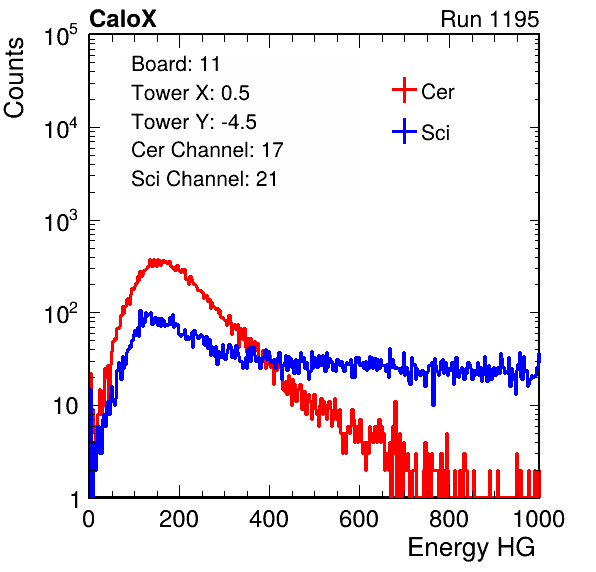 CaloX Run 1195
Board: 11
Tower X: 0.5
Tower Y: -4.5
Cer Channel: 17
Sci Channel: 21
Cer
Sci
Counts
10^5
10^4
10^3
10^2
10
1
0 200 400 600 800 1000
Energy HG